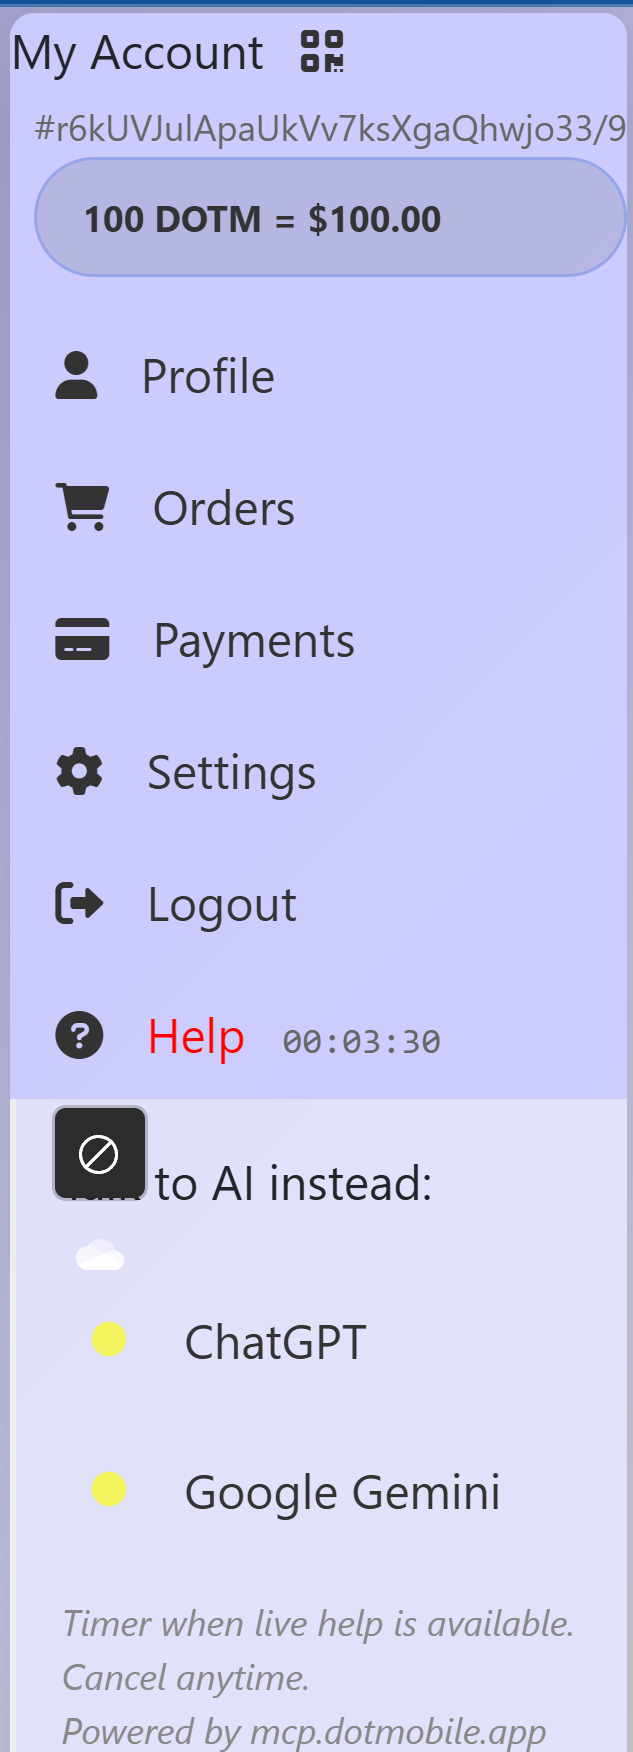 My Account
#r6kUVJulApaUkVv7ksXgaQhwjo33/9
100 DOTM = $100.00
Profile
Orders
Payments
Settings
Logout
Help 00:03:30
to AI instead:
ChatGPT
Google Gemini
Timer when live help is available.
Cancel anytime.
Powered by mcp.dotmobile.app